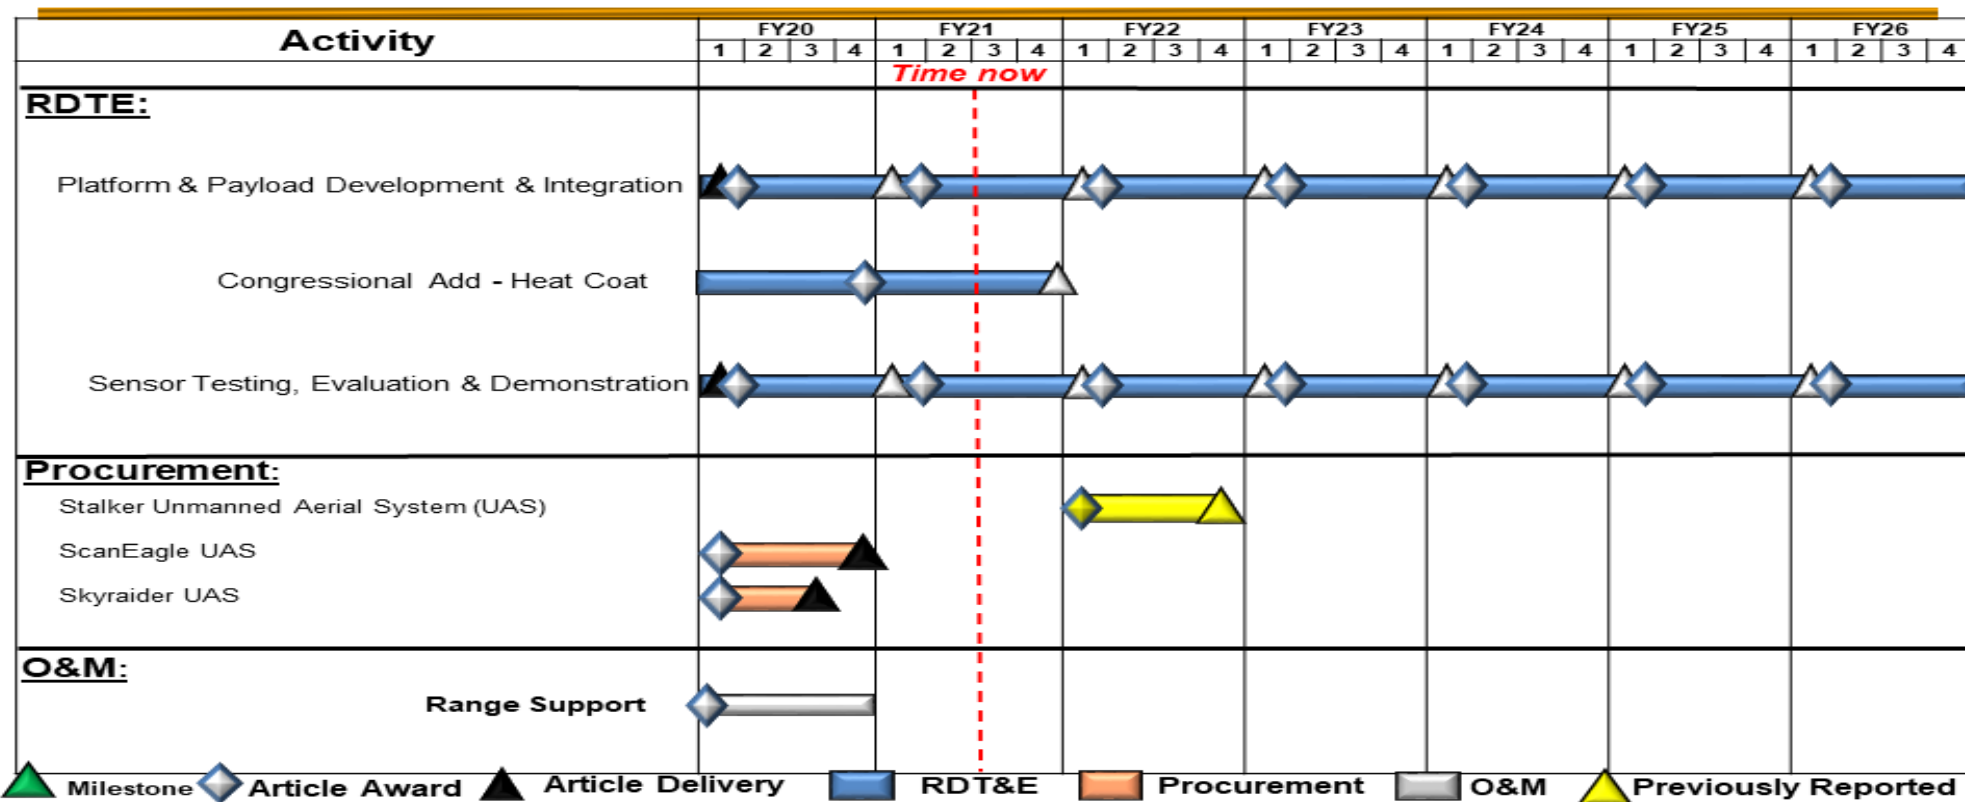 Activity
FY20 FY21 FY22 FY23 FY24 FY25 FY26
1 2 3 4 1 2 3 4 1 2 3 4 1 2 3 4 1 2 3 4 1 2 3 4 1 2 3 4
Time now
RDTE:
Platform & Payload Development & Integration
Congressional Add - Heat Coat
Sensor Testing, Evaluation & Demonstration
Procurement:
Stalker Unmanned Aerial System (UAS)
ScanEagle UAS
Skyraider UAS
O&M:
Range Support
Milestone Article Award Article Delivery RDT&E Procurement O&M Previously Reported